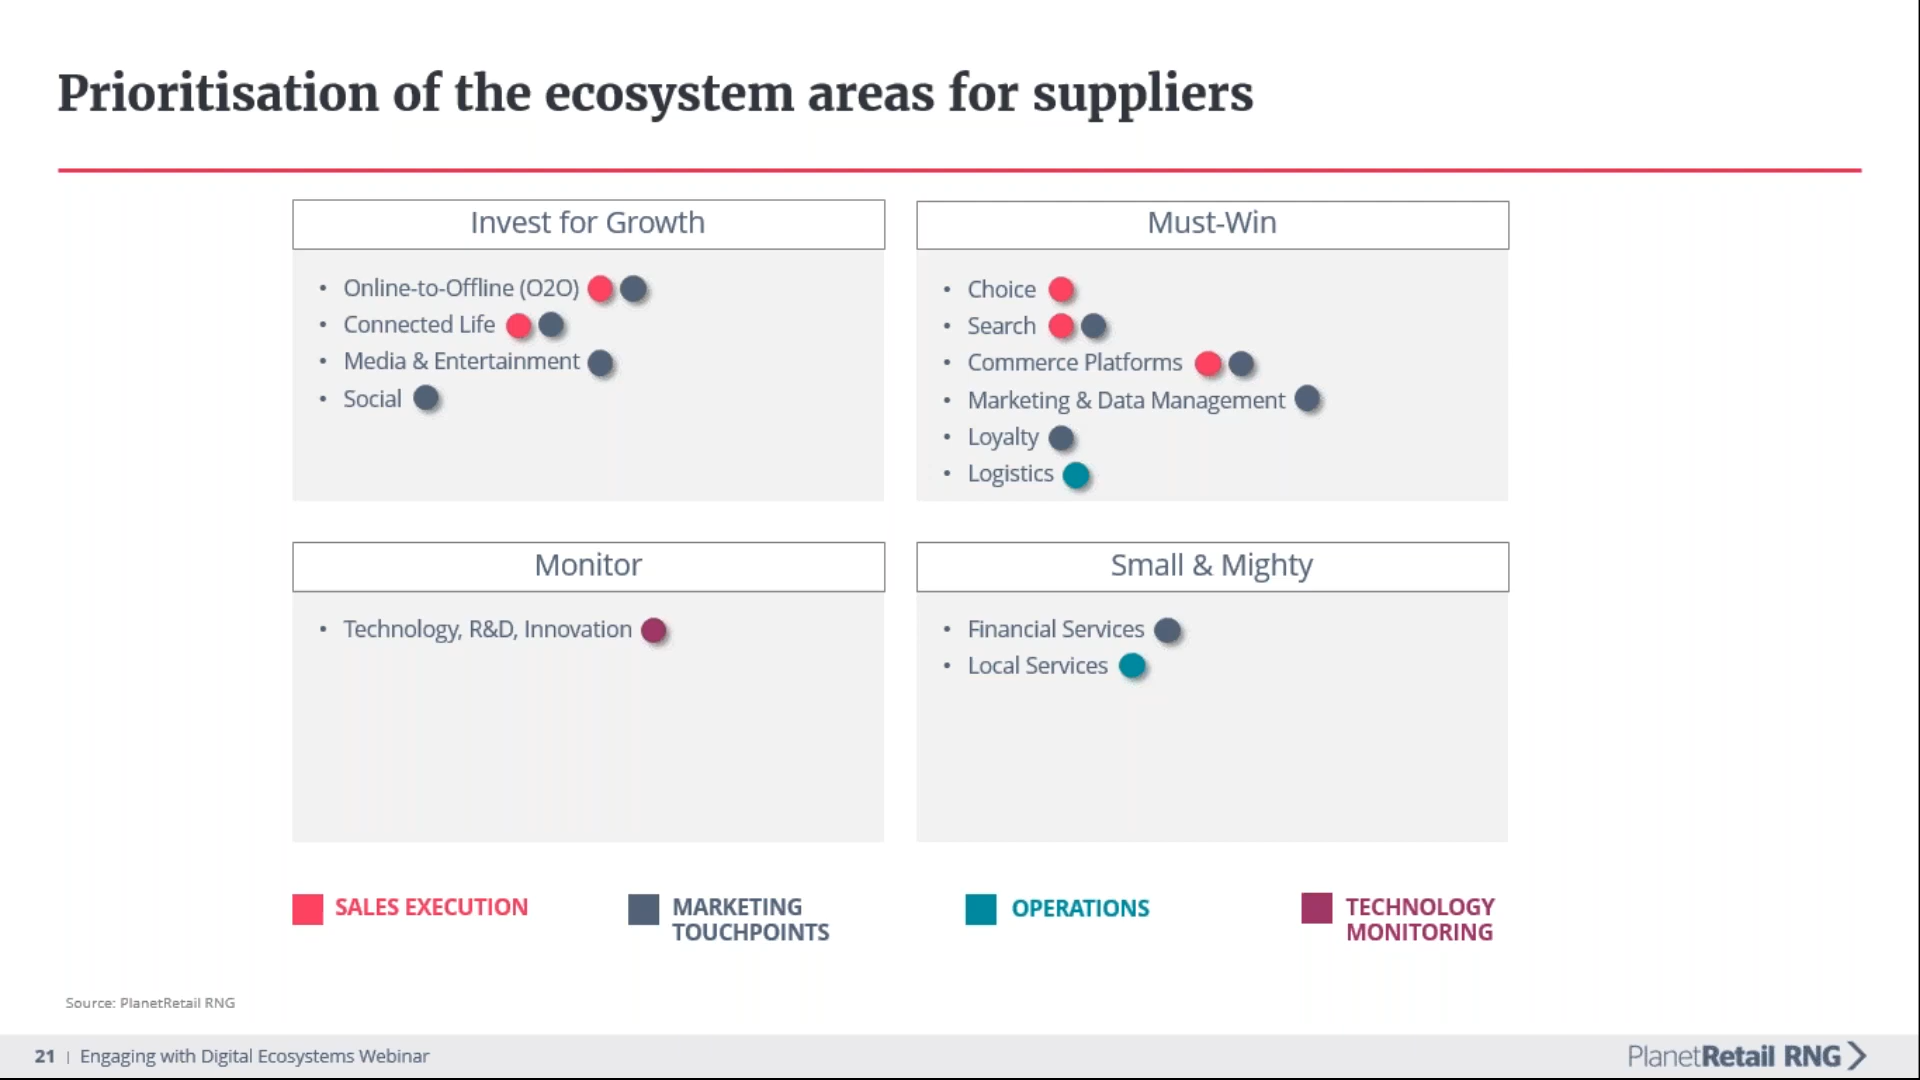 Prioritisation of the ecosystem areas for suppliers
Invest for Growth
• Online-to-Offline (O2O)
• Connected Life
• Media & Entertainment
• Social
Must-Win
• Choice
• Search
• Commerce Platforms
• Marketing & Data Management
• Loyalty
• Logistics
Monitor
• Technology, R&D, Innovation
Small & Mighty
• Financial Services
• Local Services
SALES EXECUTION
MARKETING
TOUCHPOINTS
OPERATIONS
TECHNOLOGY
MONITORING
Source: PlanetRetail RNG
21 | Engaging with Digital Ecosystems Webinar
PlanetRetail RNG